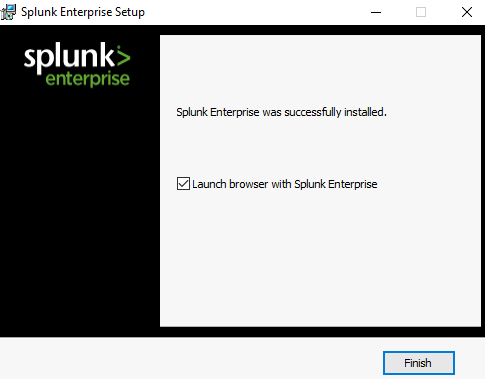 Splunk Enterprise Setup
splunk>
enterprise
Splunk Enterprise was successfully installed.
Launch browser with Splunk Enterprise
Finish